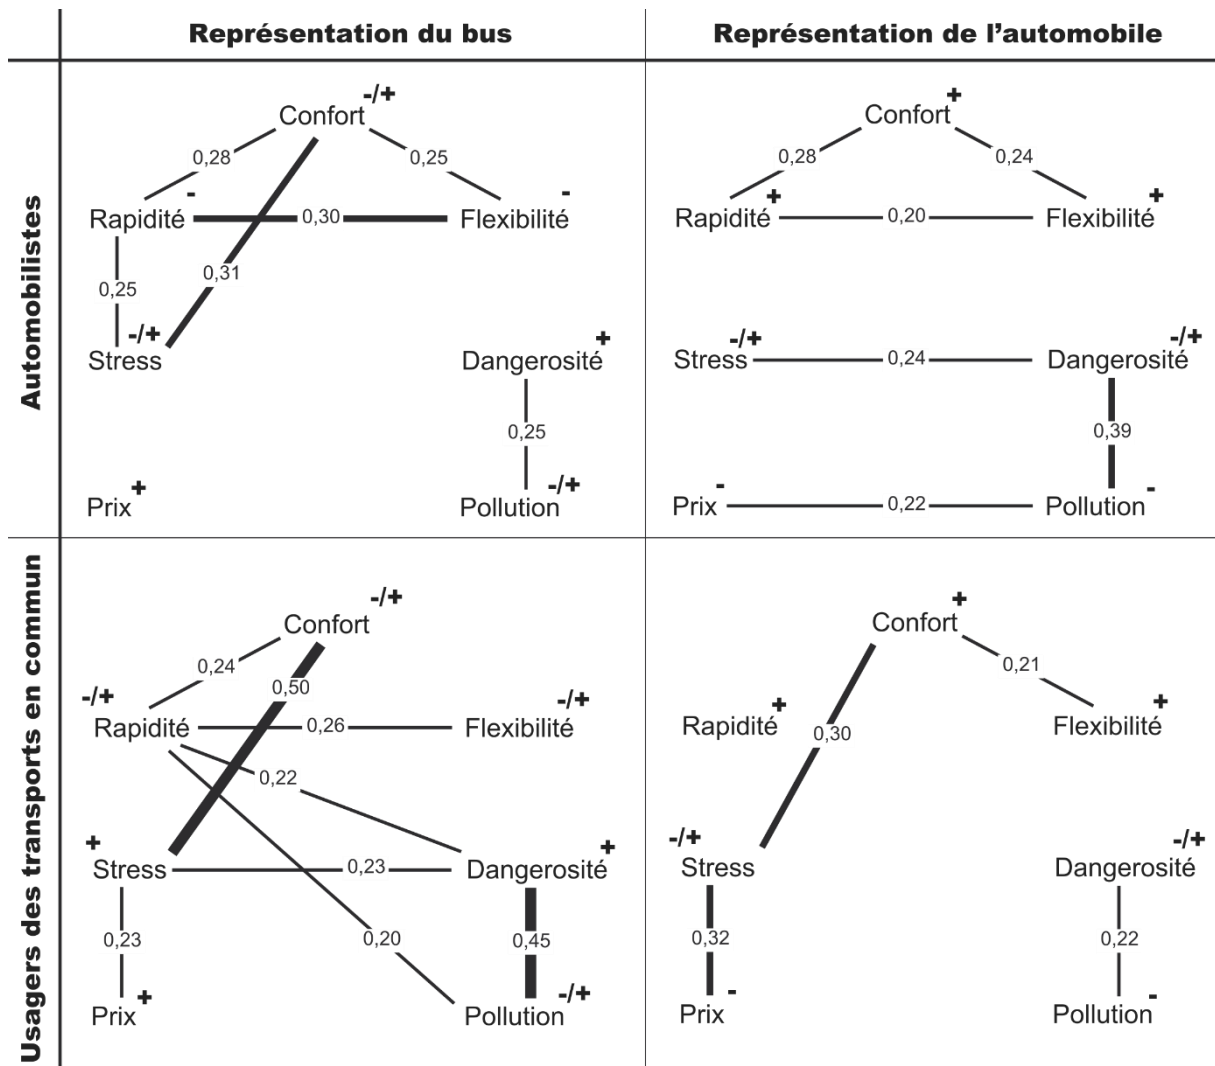 Représentation du bus
Représentation de l'automobile
Automobilistes
-/+
Confort
0,28
0,25
-
Rapidité
0,30
-
Flexibilité
0,31
0,25
-/+
Stress
+
Dangerosité
0,25
+
Prix
-/+
Pollution
+
Confort
0,28
0,24
+
Rapidité
0,20
+
Flexibilité
-/+
Stress
0,24
-/+
Dangerosité
0,39
-
Prix
0,22
-
Pollution
Usagers des transports en commun
-/+
Confort
0,24
0,50
-/+
Rapidité
0,26
-/+
Flexibilité
0,22
+
Stress
0,23
+
Dangerosité
0,23
0,20
0,45
+
Prix
-/+
Pollution
+
Confort
0,21
+
Rapidité
0,30
+
Flexibilité
-/+
Stress
-/+
Dangerosité
0,32
0,22
-
Prix
-
Pollution